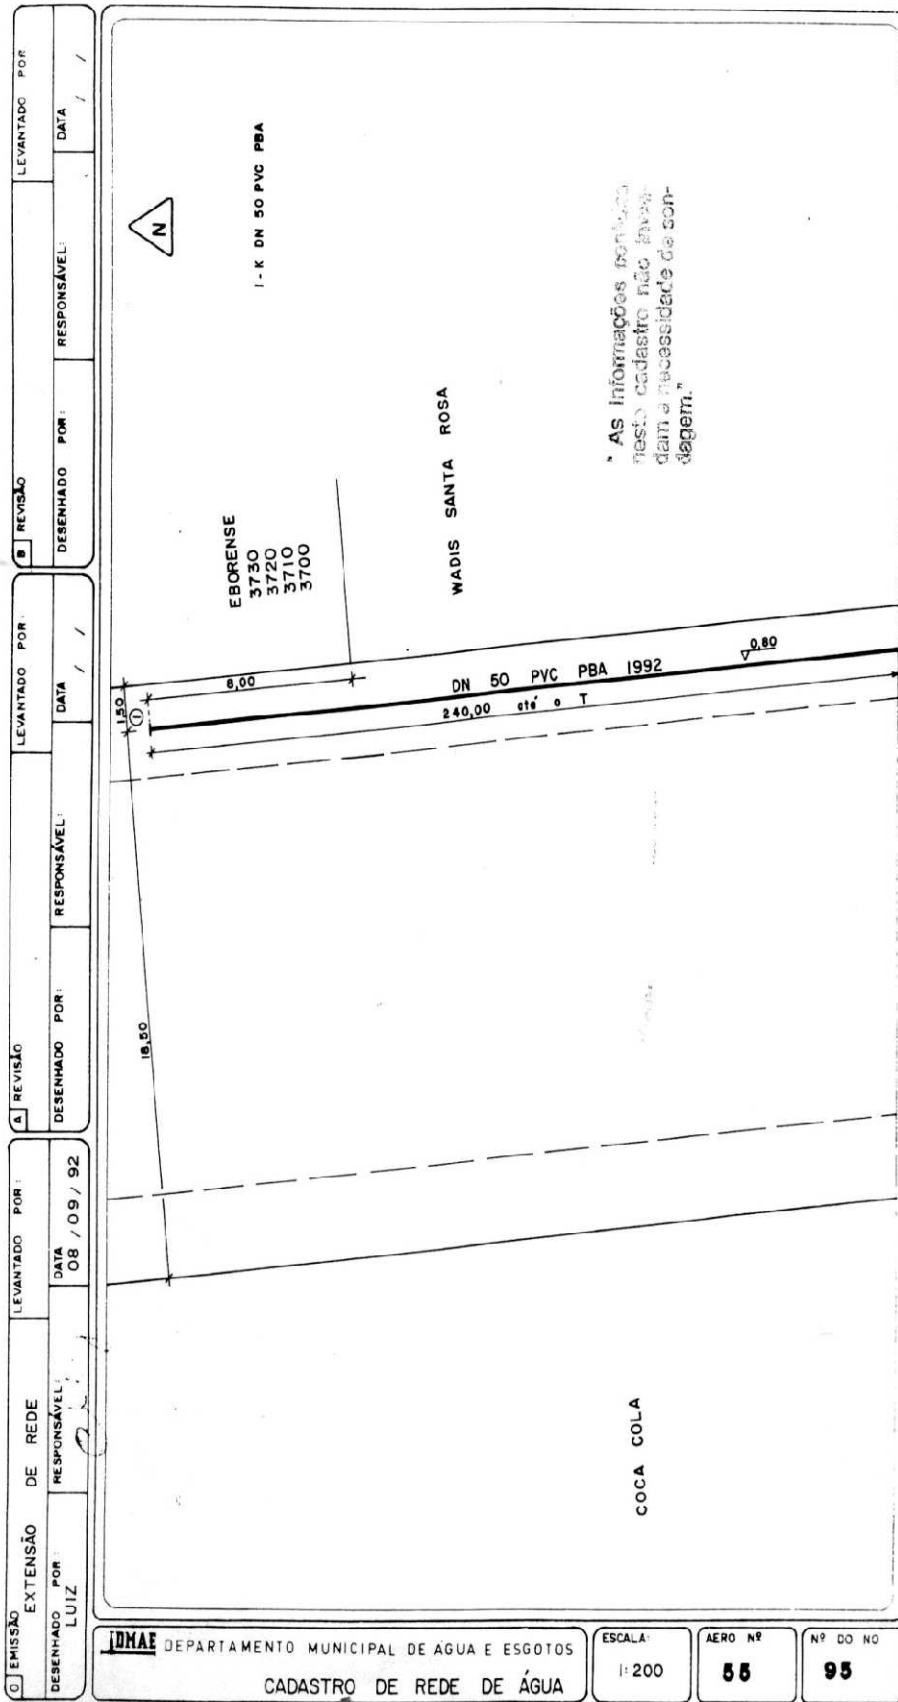 0 EMISSÃO
EXTENSÃO DE REDE
LEVANTADO POR:
DESENHADO POR:
LUIZ
RESPONSÁVEL:
DATA
08 / 09 / 92
A REVISÃO
LEVANTADO POR:
DESENHADO POR:
RESPONSÁVEL:
DATA
/ /
B REVISÃO
LEVANTADO POR
DESENHADO POR:
RESPONSÁVEL:
DATA
/ /
N
1 - K DN 50 PVC PBA
EBORENSE
3730
3720
3710
3700
WADIS SANTA ROSA
"As informações
neste cadastro não
dam a necessidade de son-
dagem."
1,50
1
6,00
DN 50 PVC PBA 1992
0,80
240,00 até o T
18,50
COCA COLA
DMAE DEPARTAMENTO MUNICIPAL DE ÁGUA E ESGOTOS
CADASTRO DE REDE DE ÁGUA
ESCALA:
1:200
AERO Nº
55
Nº DO NO
95